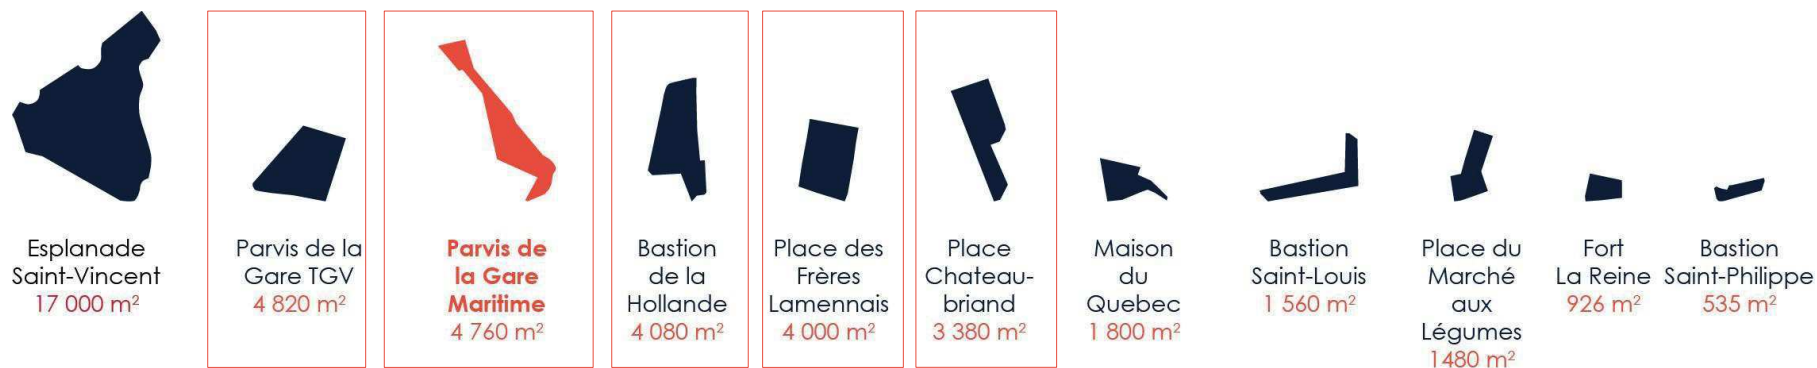 Esplanade
Saint-Vincent
17 000 m²
Parvis de la
Gare TGV
4 820 m²
Parvis de
la Gare
Maritime
4 760 m²
Bastion
de la
Hollande
4 080 m²
Place des
Frères
Lamennais
4 000 m²
Place
Chateau-
briand
3 380 m²
Maison
du
Quebec
1 800 m²
Bastion
Saint-Louis
1 560 m²
Place du
Marché
aux
Légumes
1480 m²
Fort
La Reine
926 m²
Bastion
Saint-Philippe
535 m²